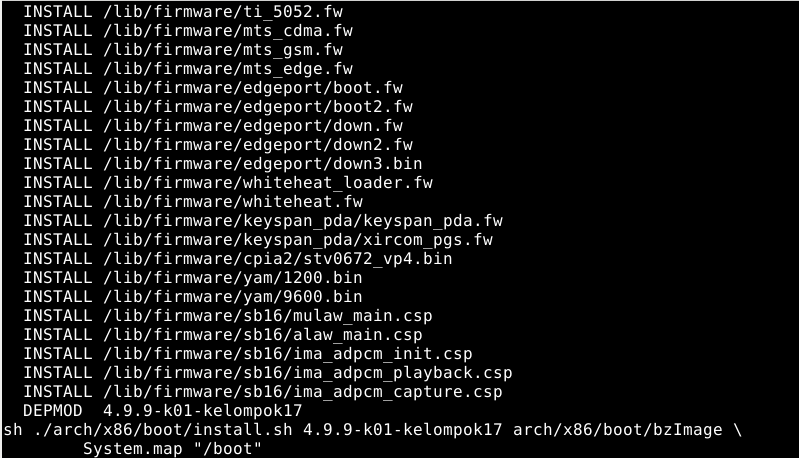 INSTALL /lib/firmware/ti_5052.fw
INSTALL /lib/firmware/mts_cdma.fw
INSTALL /lib/firmware/mts_gsm.fw
INSTALL /lib/firmware/mts_edge.fw
INSTALL /lib/firmware/edgeport/boot.fw
INSTALL /lib/firmware/edgeport/boot2.fw
INSTALL /lib/firmware/edgeport/down.fw
INSTALL /lib/firmware/edgeport/down2.fw
INSTALL /lib/firmware/edgeport/down3.bin
INSTALL /lib/firmware/whiteheat_loader.fw
INSTALL /lib/firmware/whiteheat.fw
INSTALL /lib/firmware/keyspan_pda/keyspan_pda.fw
INSTALL /lib/firmware/keyspan_pda/xircom_pgs.fw
INSTALL /lib/firmware/cpia2/stv0672_vp4.bin
INSTALL /lib/firmware/yam/1200.bin
INSTALL /lib/firmware/yam/9600.bin
INSTALL /lib/firmware/sb16/mulaw_main.csp
INSTALL /lib/firmware/sb16/alaw_main.csp
INSTALL /lib/firmware/sb16/ima_adpcm_init.csp
INSTALL /lib/firmware/sb16/ima_adpcm_playback.csp
INSTALL /lib/firmware/sb16/ima_adpcm_capture.csp
DEPMOD  4.9.9-k01-kelompok17
sh ./arch/x86/boot/install.sh 4.9.9-k01-kelompok17 arch/x86/boot/bzImage \
System.map "/boot"